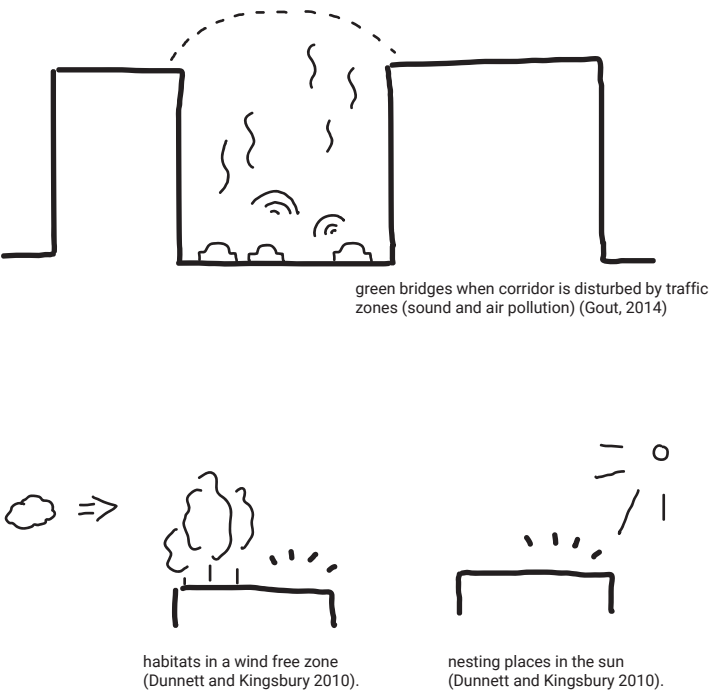 green bridges when corridor is disturbed by traffic
zones (sound and air pollution) (Gout, 2014)
habitats in a wind free zone
(Dunnett and Kingsbury 2010).
nesting places in the sun
(Dunnett and Kingsbury 2010).